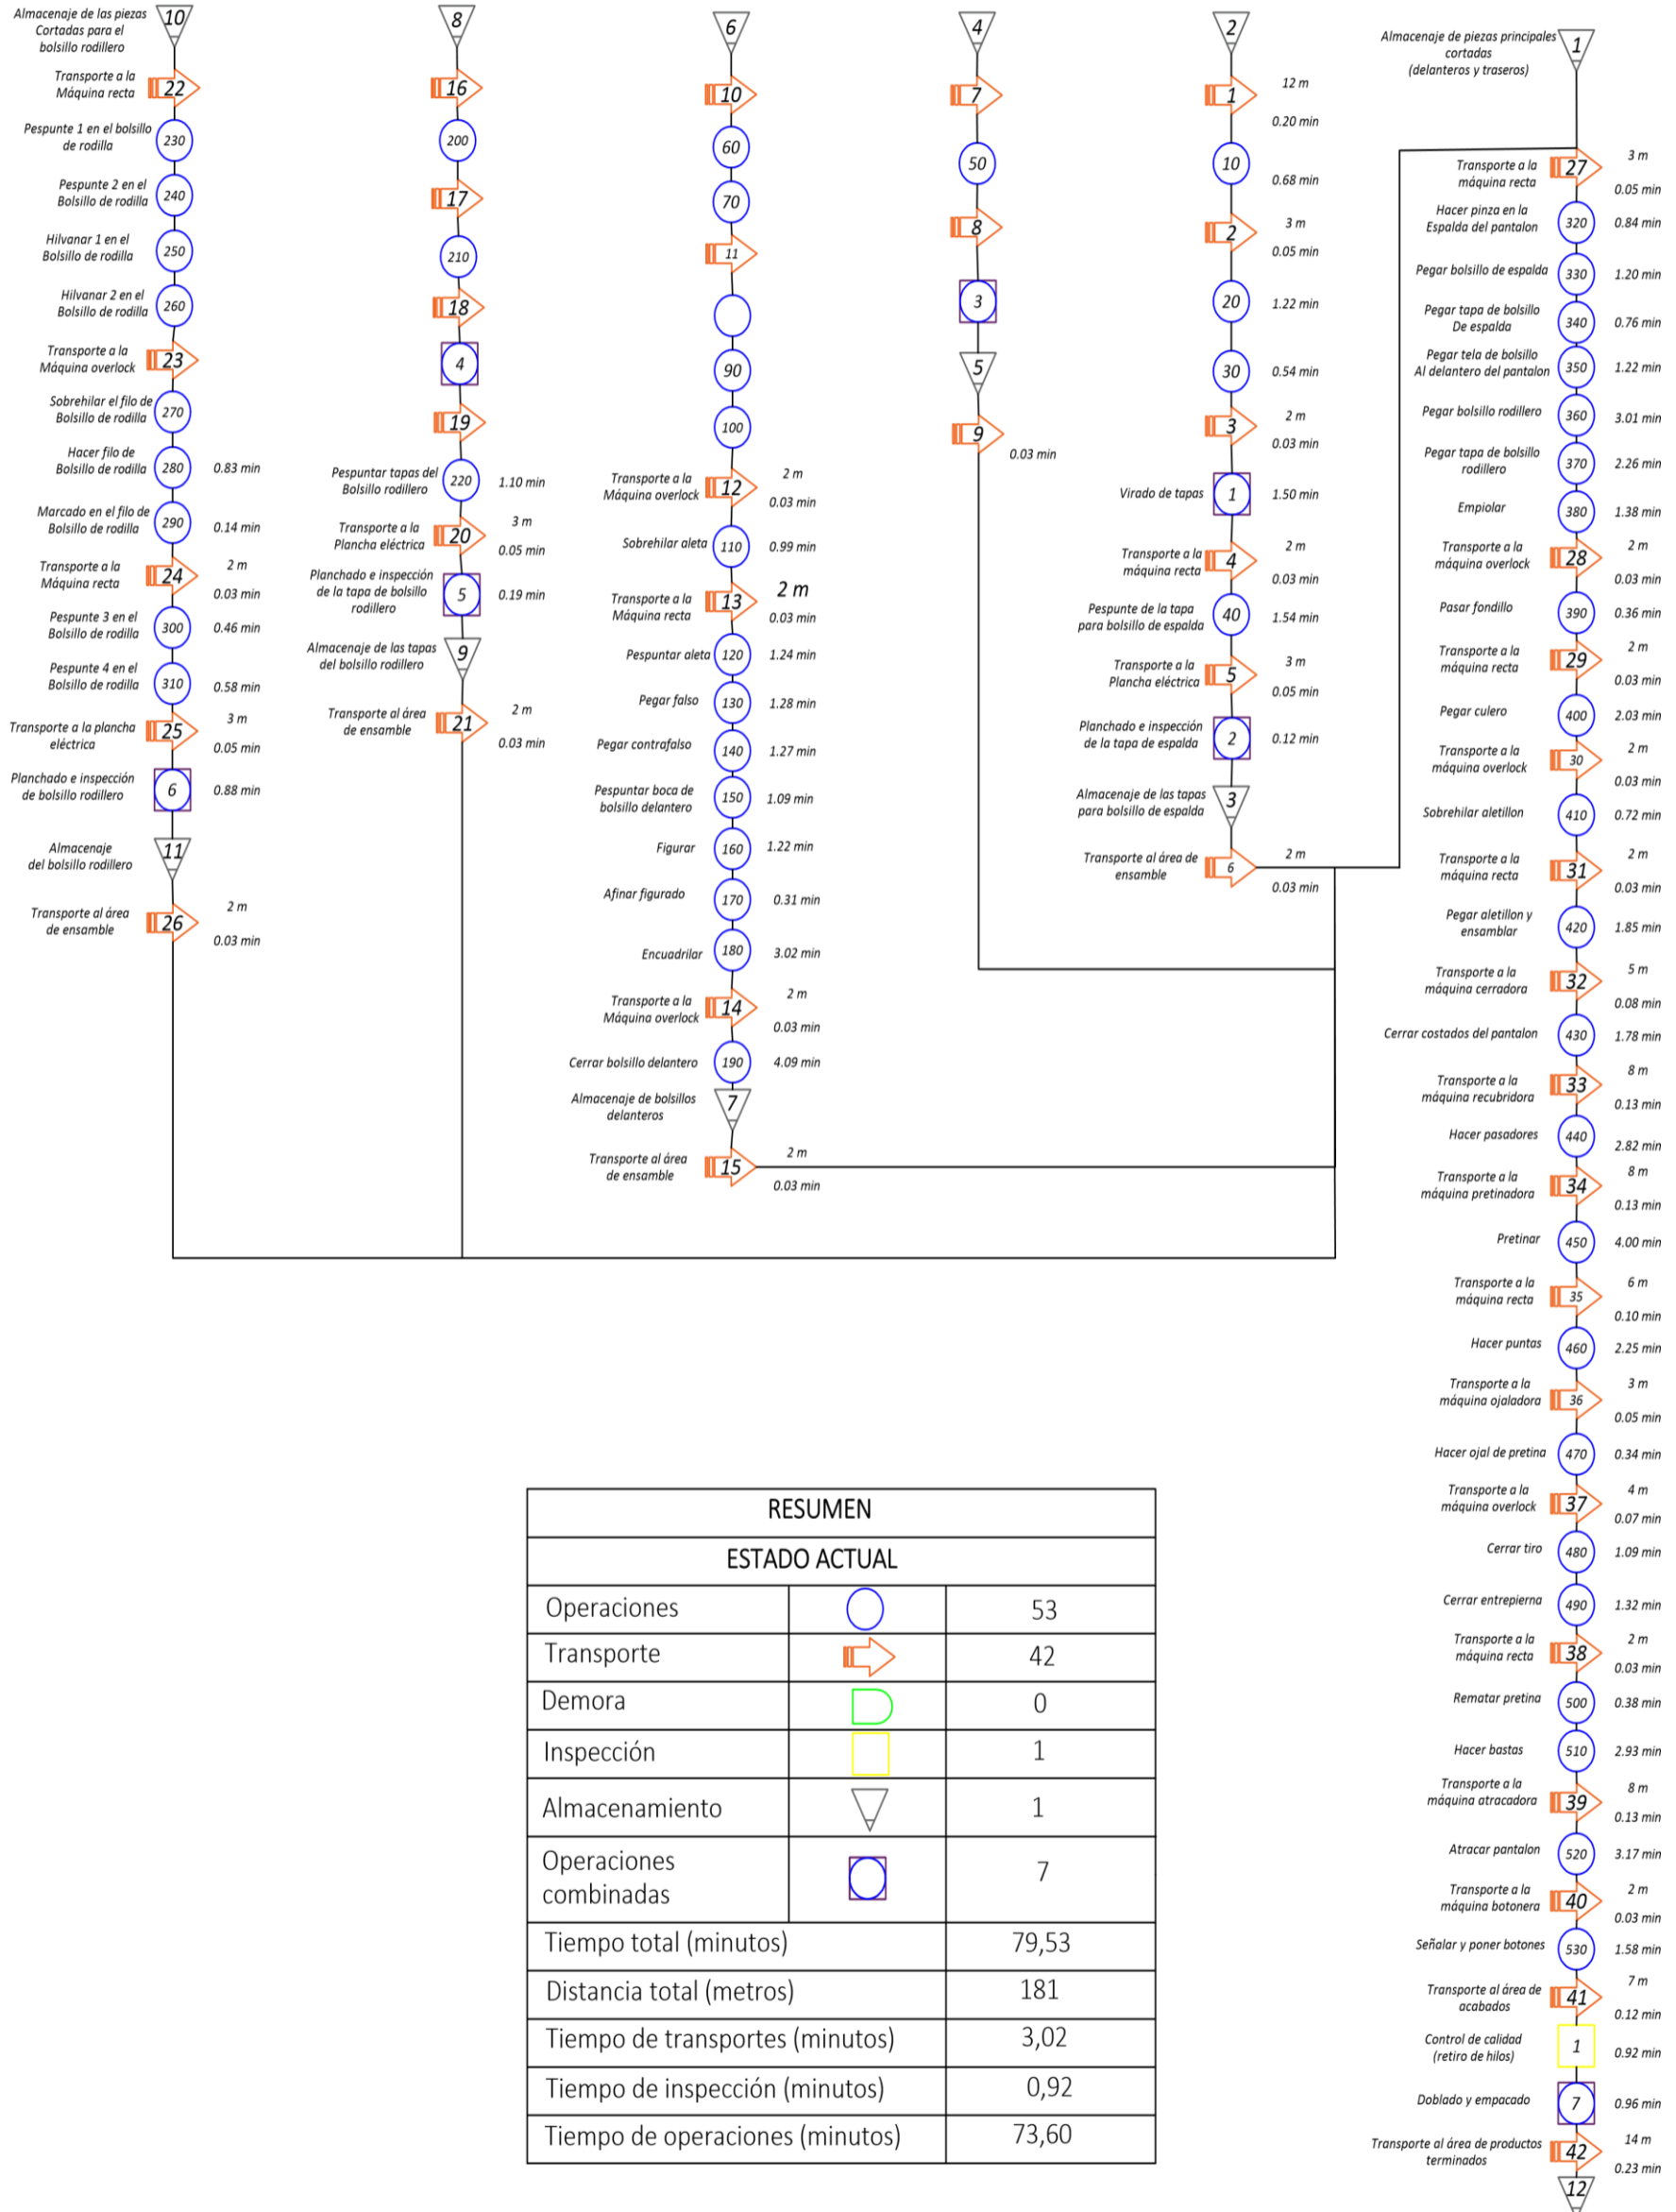 Almacenaje de las piezas
Cortadas para el
bolsillo rodillero
10
Transporte a la
Máquina recta
22
Pespunte 1 en el bolsillo
de rodilla
230
Pespunte 2 en el
Bolsillo de rodilla
240
Hilvanar 1 en el
Bolsillo de rodilla
250
Hilvanar 2 en el
Bolsillo de rodilla
260
Transporte a la
Máquina overlock
23
Sobrehilar el filo de
Bolsillo de rodilla
270
Hacer filo de
Bolsillo de rodilla
280
0.83 min
Marcado en el filo de
Bolsillo de rodilla
290
0.14 min
Transporte a la
Máquina recta
24
2 m
0.03 min
Pespunte 3 en el
Bolsillo de rodilla
300
0.46 min
Pespunte 4 en el
Bolsillo de rodilla
310
0.58 min
Transporte a la plancha
eléctrica
25
3 m
0.05 min
Planchado e inspección
de bolsillo rodillero
6
0.88 min
Almacenaje
del bolsillo rodillero
11
Transporte al área
de ensamble
26
2 m
0.03 min
8
16
200
17
210
18
4
19
Pespuntar tapas del
Bolsillo rodillero
220
1.10 min
Transporte a la
Plancha eléctrica
20
3 m
0.05 min
Planchado e inspección
de la tapa de bolsillo
rodillero
5
0.19 min
Almacenaje de las tapas
del bolsillo rodillero
9
Transporte al área
de ensamble
21
2 m
0.03 min
6
10
60
70
11
90
100
Transporte a la
Máquina overlock
12
2 m
0.03 min
Sobrehilar aleta
110
0.99 min
Transporte a la
Máquina recta
13
2 m
0.03 min
Pespuntar aleta
120
1.24 min
Pegar falso
130
1.28 min
Pegar contrafalso
140
1.27 min
Pespuntar boca de
bolsillo delantero
150
1.09 min
Figurar
160
1.22 min
Afinar figurado
170
0.31 min
Encuadrilar
180
3.02 min
Transporte a la
Máquina overlock
14
2 m
0.03 min
Cerrar bolsillo delantero
190
4.09 min
Almacenaje de bolsillos
delanteros
7
Transporte al área
de ensamble
15
2 m
0.03 min
4
7
50
8
3
5
9
0.03 min
2
1
12 m
0.20 min
10
0.68 min
2
3 m
0.05 min
20
1.22 min
30
0.54 min
3
2 m
0.03 min
Virado de tapas
1
1.50 min
Transporte a la
máquina recta
4
2 m
0.03 min
Pespunte de la tapa
para bolsillo de espalda
40
1.54 min
Transporte a la
Plancha eléctrica
5
3 m
0.05 min
Planchado e inspección
de la tapa de espalda
2
0.12 min
Almacenaje de las tapas
para bolsillo de espalda
3
Transporte al área de
ensamble
6
2 m
0.03 min
Almacenaje de piezas principales
cortadas
(delanteros y traseros)
1
Transporte a la
máquina recta
27
3 m
0.05 min
Hacer pinza en la
Espalda del pantalon
320
0.84 min
Pegar bolsillo de espalda
330
1.20 min
Pegar tapa de bolsillo
De espalda
340
0.76 min
Pegar tela de bolsillo
Al delantero del pantalon
350
1.22 min
Pegar bolsillo rodillero
360
3.01 min
Pegar tapa de bolsillo
rodillero
370
2.26 min
Empiolar
380
1.38 min
Transporte a la
máquina overlock
28
2 m
0.03 min
Pasar fondillo
390
0.36 min
Transporte a la
máquina recta
29
2 m
0.03 min
Pegar culero
400
2.03 min
Transporte a la
máquina overlock
30
2 m
0.03 min
Sobrehilar aletillon
410
0.72 min
Transporte a la
máquina recta
31
2 m
0.03 min
Pegar aletillon y
ensamblar
420
1.85 min
Transporte a la
máquina cerradora
32
5 m
0.08 min
Cerrar costados del pantalon
430
1.78 min
Transporte a la
máquina recubridora
33
8 m
0.13 min
Hacer pasadores
440
2.82 min
Transporte a la
máquina pretinadora
34
8 m
0.13 min
Pretinar
450
4.00 min
Transporte a la
máquina recta
35
6 m
0.10 min
Hacer puntas
460
2.25 min
Transporte a la
máquina ojaladora
36
3 m
0.05 min
Hacer ojal de pretina
470
0.34 min
Transporte a la
máquina overlock
37
4 m
0.07 min
Cerrar tiro
480
1.09 min
Cerrar entrepierna
490
1.32 min
Transporte a la
máquina recta
38
2 m
0.03 min
Rematar pretina
500
0.38 min
Hacer bastas
510
2.93 min
Transporte a la
máquina atracadora
39
8 m
0.13 min
Atracar pantalon
520
3.17 min
Transporte a la
máquina botonera
40
2 m
0.03 min
Señalar y poner botones
530
1.58 min
Transporte al área de
acabados
41
7 m
0.12 min
Control de calidad
(retiro de hilos)
1
0.92 min
Doblado y empacado
7
0.96 min
Transporte al área de productos
terminados
42
14 m
0.23 min
12
RESUMEN
ESTADO ACTUAL
Operaciones 53
Transporte 42
Demora 0
Inspección 1
Almacenamiento 1
Operaciones
combinadas 7
Tiempo total (minutos) 79,53
Distancia total (metros) 181
Tiempo de transportes (minutos) 3,02
Tiempo de inspección (minutos) 0,92
Tiempo de operaciones (minutos) 73,60